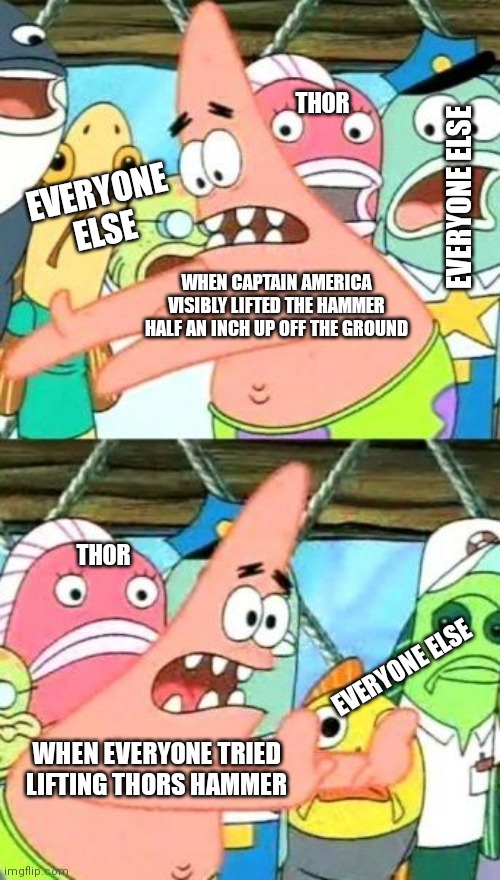 THOR
EVERYONE ELSE
EVERYONE
ELSE
WHEN CAPTAIN AMERICA
VISIBLY LIFTED THE HAMMER
HALF AN INCH UP OFF THE GROUND
THOR
EVERYONE ELSE
WHEN EVERYONE TRIED
LIFTING THORS HAMMER
imgflip.com